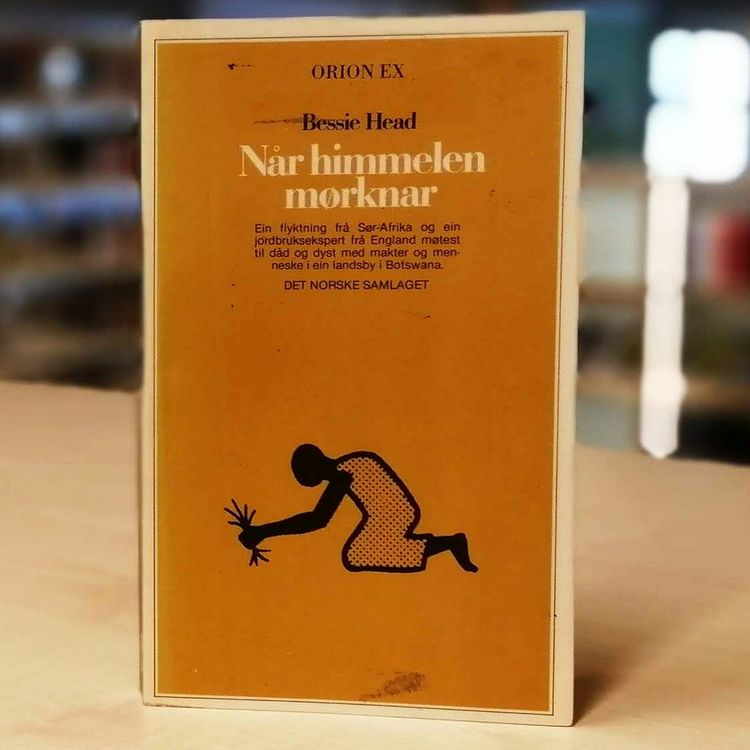 ORION EX
Bessie Head
Når himmelen
mørknar
Ein flyktning frå Sør-Afrika og ein
jordbruksekspert frå England møtest
til dåd og dyst med makter og men-
neske i ein landsby i Botswana.
DET NORSKE SAMLAGET